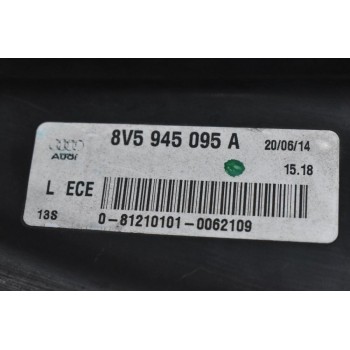 8V5 945 095 A
20/06/14
Audi
15.18
L ECE
13S
0-81210101-0062109